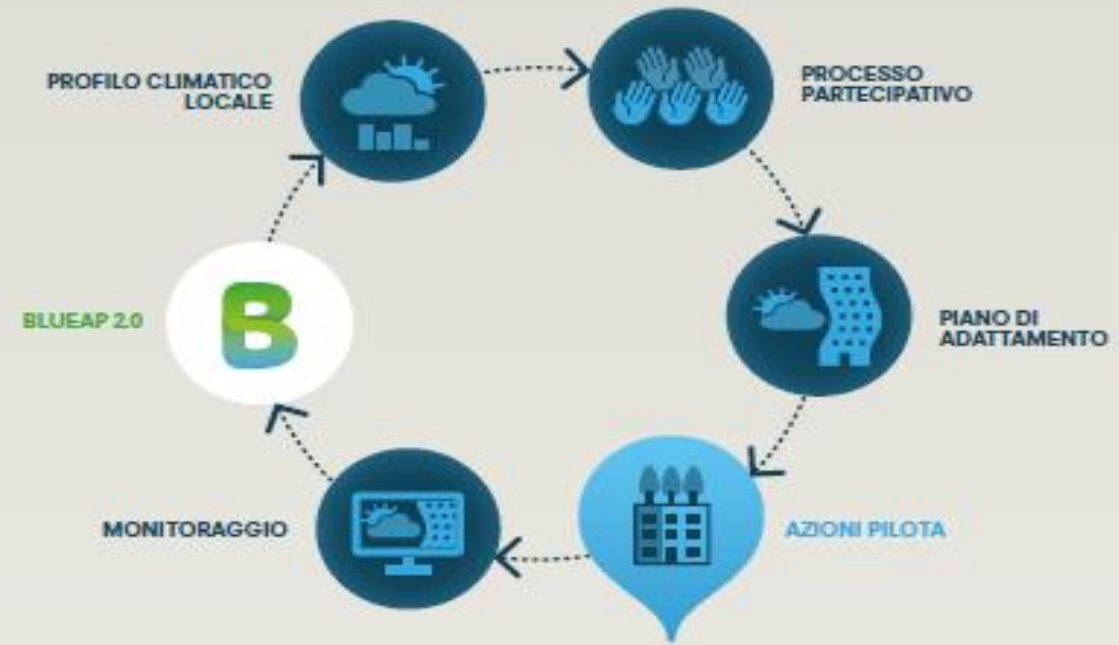 PROFILO CLIMATICO
LOCALE
PROCESSO
PARTECIPATIVO
PIANO DI
ADATTAMENTO
AZIONI PILOTA
MONITORAGGIO
BLUEAP 2.0
B